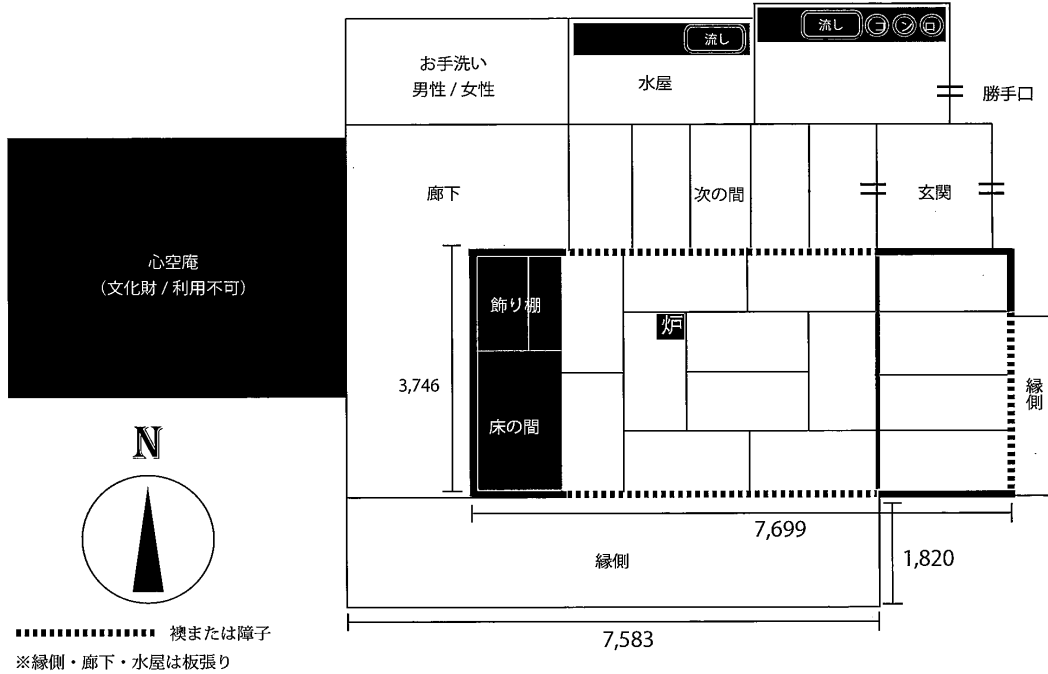 流し
流し
コ
ン
ロ
お手洗い
男性 / 女性
水屋
勝手口
廊下
次の間
玄関
心空庵
（文化財 / 利用不可）
飾り棚
炉
3,746
床の間
縁側
N
7,699
縁側
1,820
7,583
襖または障子
※縁側・廊下・水屋は板張り